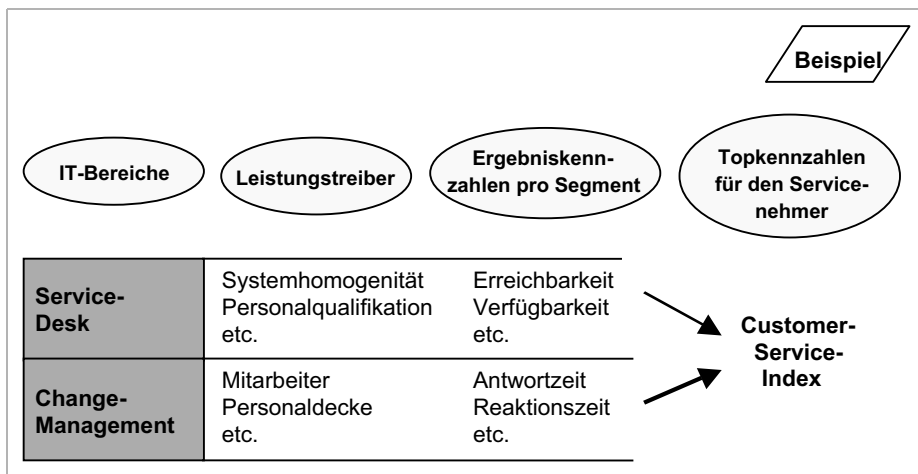 Beispiel
IT-Bereiche
Leistungstreiber
Ergebniskenn-
zahlen pro Segment
Topkennzahlen
für den Service-
nehmer
Service-
Desk
Systemhomogenität
Personalqualifikation
etc.
Erreichbarkeit
Verfügbarkeit
etc.
Customer-
Service-
Index
Change-
Management
Mitarbeiter
Personaldecke
etc.
Antwortzeit
Reaktionszeit
etc.